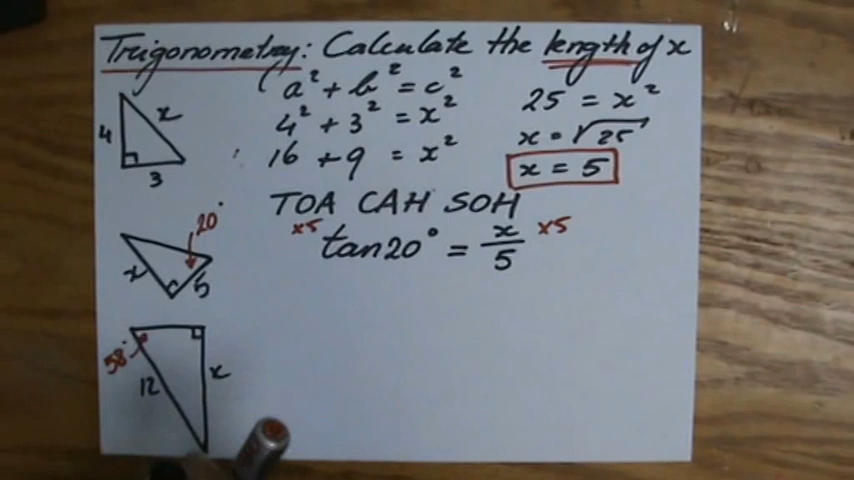 Trigonometry: Calculate the length of x
a² + b² = c²
4² + 3² = x²
16 + 9 = x²
25 = x²
x = √25
x = 5
4
x
3
TOA CAH SOH
x5 tan20° = x/5 x5
20°
x
5
58°
12
x